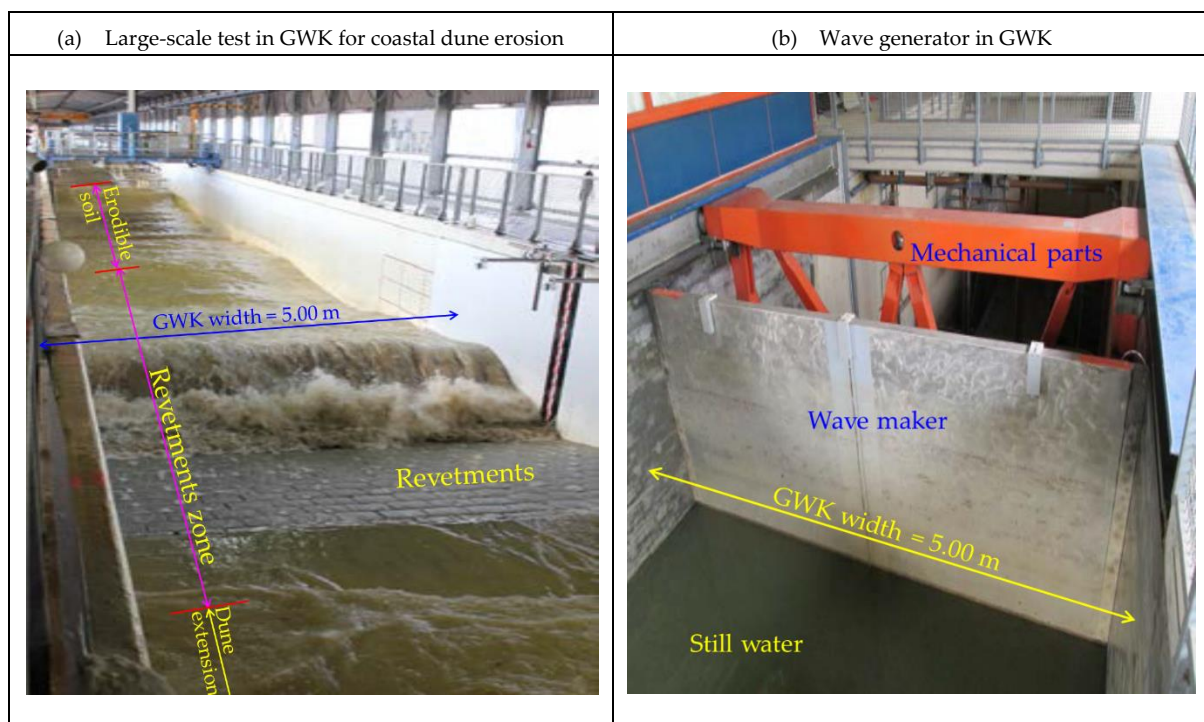 (a) Large-scale test in GWK for coastal dune erosion
(b) Wave generator in GWK
Erodible
soil
GWK width = 5.00 m
Revetments zone
Revetments
Dune
extension
Mechanical parts
Wave maker
GWK width = 5.00 m
Still water